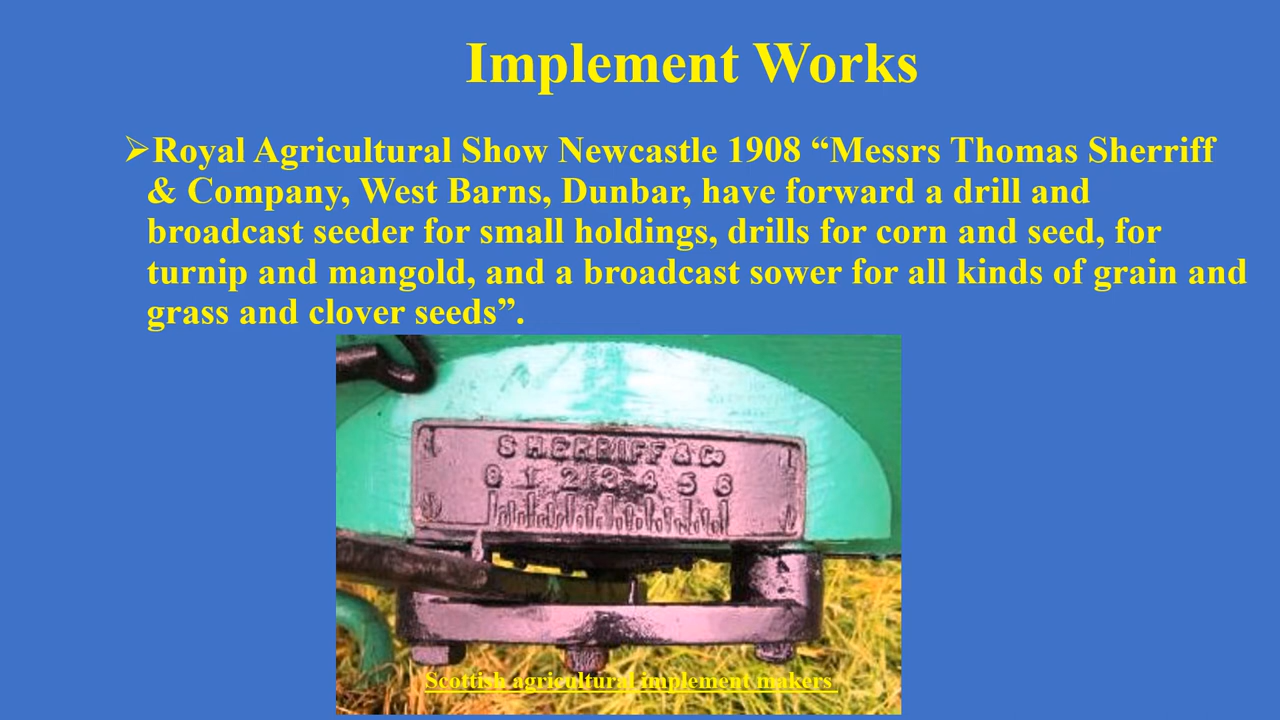 Implement Works
➢Royal Agricultural Show Newcastle 1908 “Messrs Thomas Sherriff
& Company, West Barns, Dunbar, have forward a drill and
broadcast seeder for small holdings, drills for corn and seed, for
turnip and mangold, and a broadcast sower for all kinds of grain and
grass and clover seeds”.
SHERRIFF & Co
0 1 2 3 4 5 6
Scottish agricultural implement makers